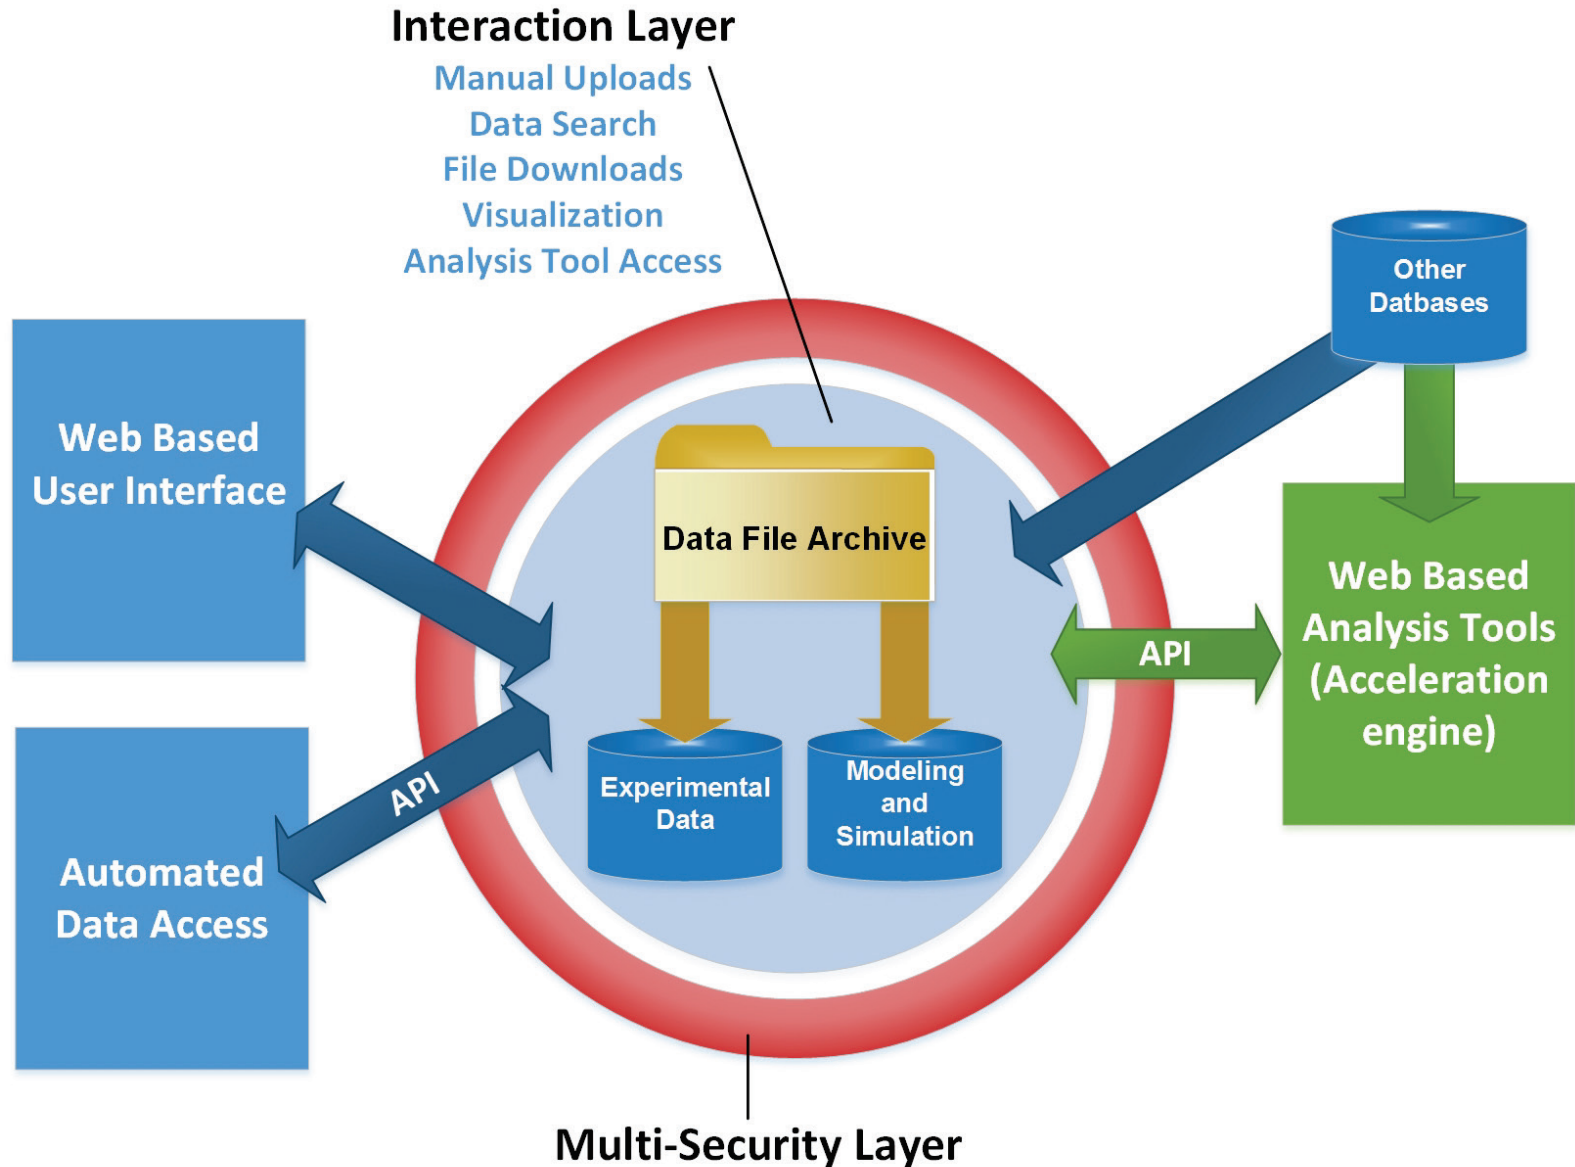 Interaction Layer
Manual Uploads
Data Search
File Downloads
Visualization
Analysis Tool Access
Other
Datbases
Web Based
User Interface
Data File Archive
Web Based
Analysis Tools
(Acceleration
engine)
API
API
Experimental
Data
Modeling
and
Simulation
Automated
Data Access
Multi-Security Layer